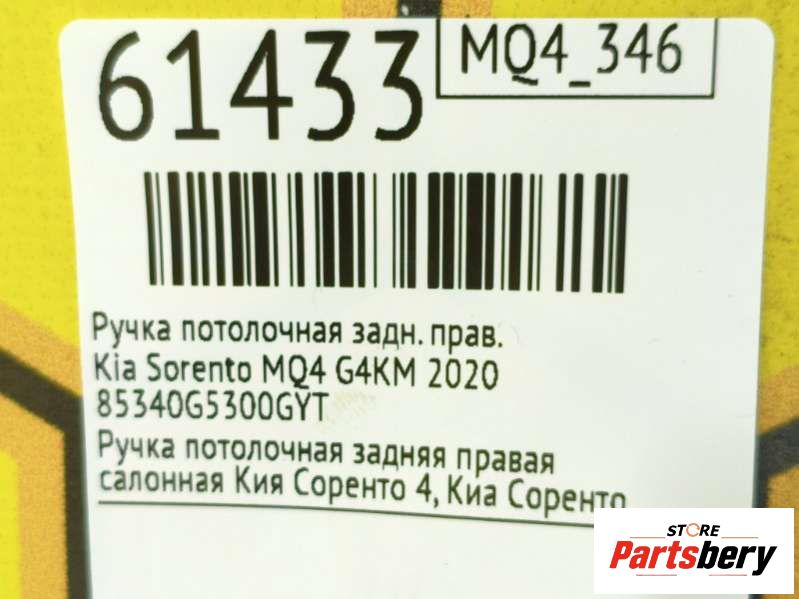 61433
MQ4_346
Ручка потолочная задн. прав.
Kia Sorento MQ4 G4KM 2020
85340G5300GYT
Ручка потолочная задняя правая
салонная Кия Соренто 4, Киа Соренто
STORE
Partsbery